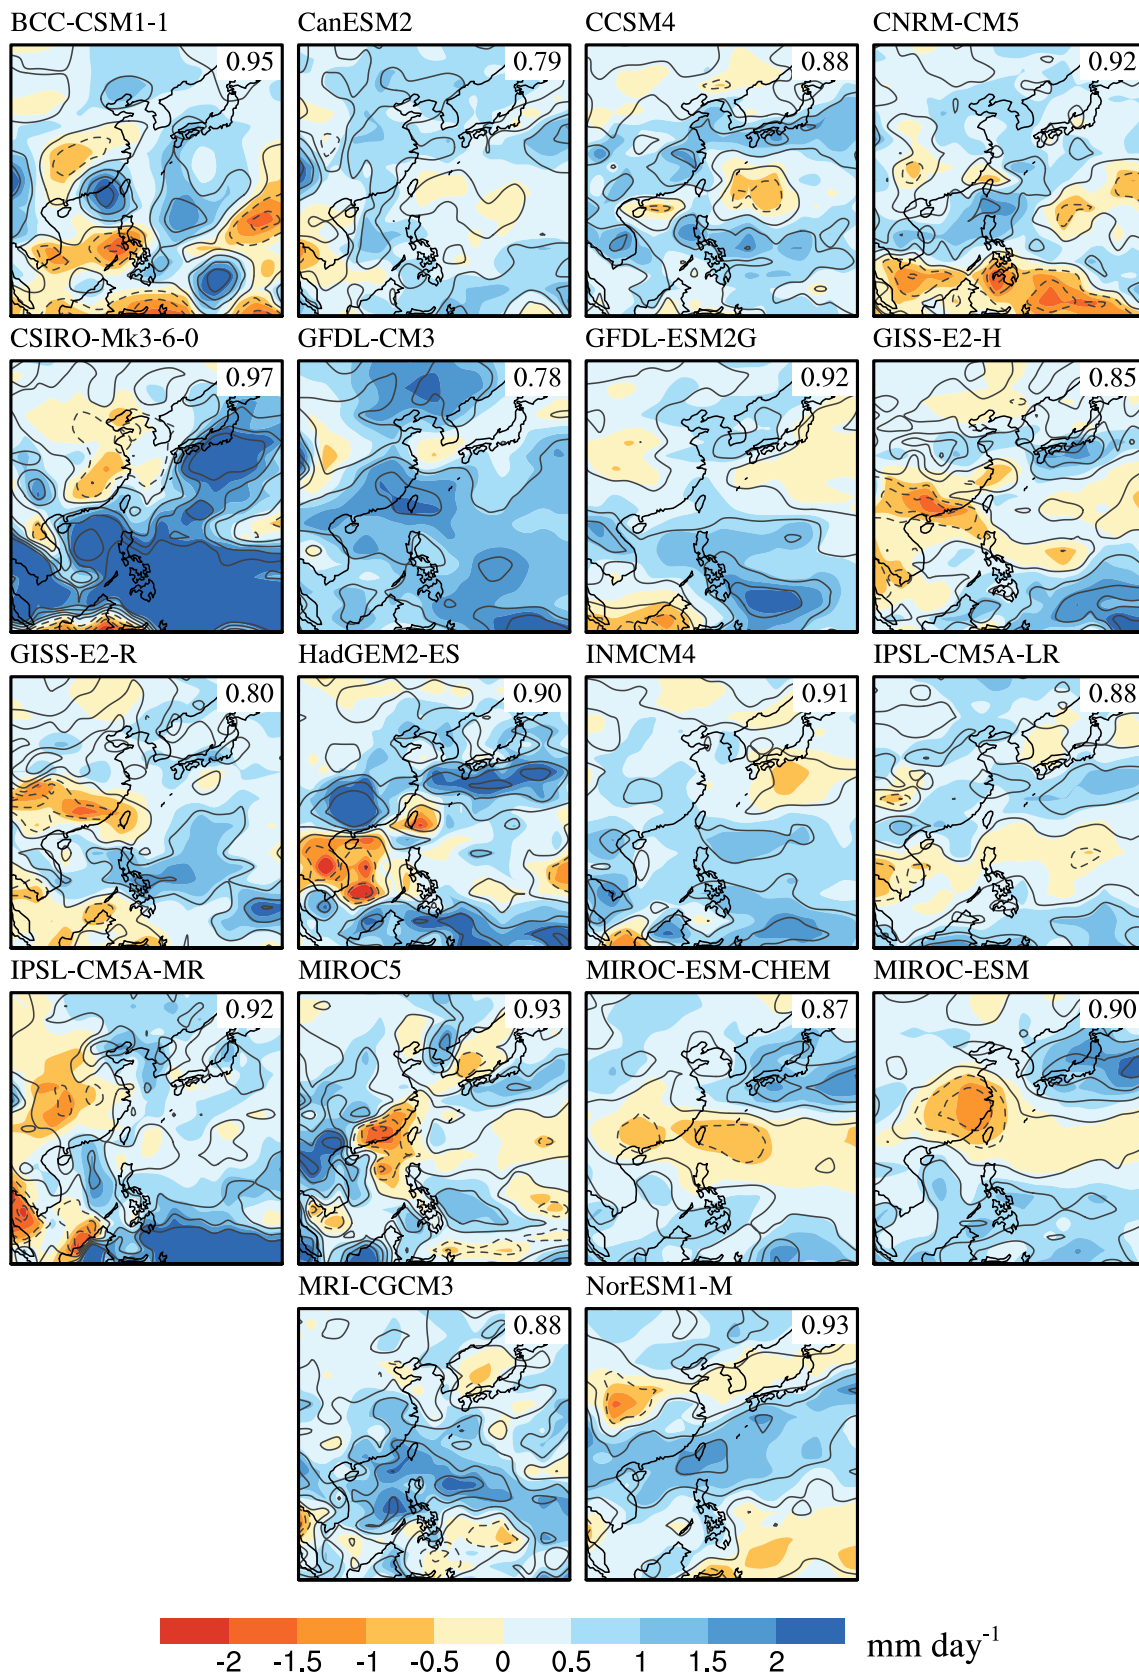 BCC-CSM1-1 CanESM2 CCSM4 CNRM-CM5
0.95 0.79 0.88 0.92
CSIRO-Mk3-6-0 GFDL-CM3 GFDL-ESM2G GISS-E2-H
0.97 0.78 0.92 0.85
GISS-E2-R HadGEM2-ES INMCM4 IPSL-CM5A-LR
0.80 0.90 0.91 0.88
IPSL-CM5A-MR MIROC5 MIROC-ESM-CHEM MIROC-ESM
0.92 0.93 0.87 0.90
MRI-CGCM3 NorESM1-M
0.88 0.93
-2 -1.5 -1 -0.5 0 0.5 1 1.5 2 mm day⁻¹